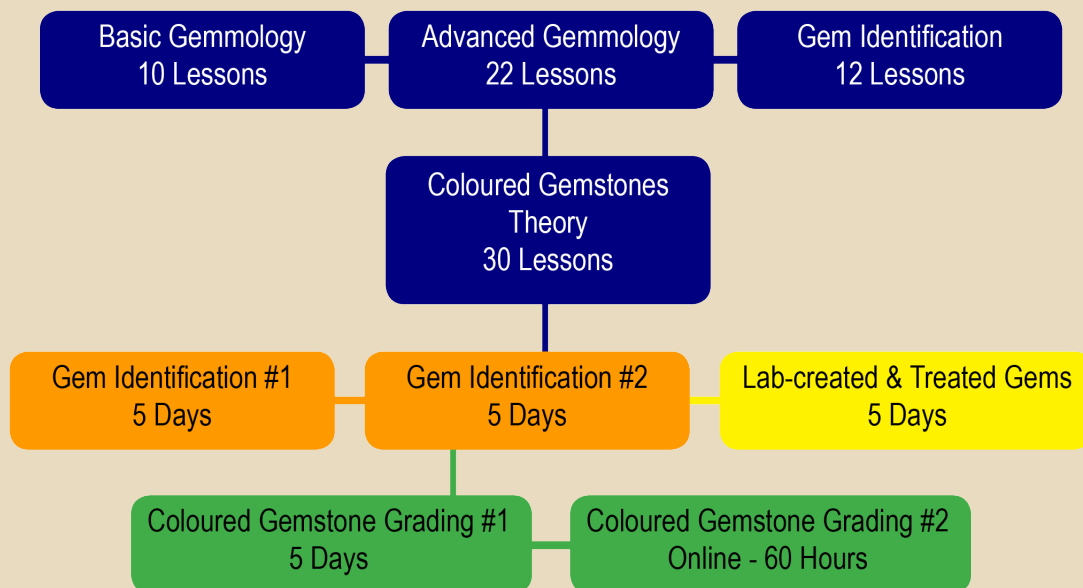 Basic Gemmology
10 Lessons
Advanced Gemmology
22 Lessons
Gem Identification
12 Lessons
Coloured Gemstones
Theory
30 Lessons
Gem Identification #1
5 Days
Gem Identification #2
5 Days
Lab-created & Treated Gems
5 Days
Coloured Gemstone Grading #1
5 Days
Coloured Gemstone Grading #2
Online - 60 Hours